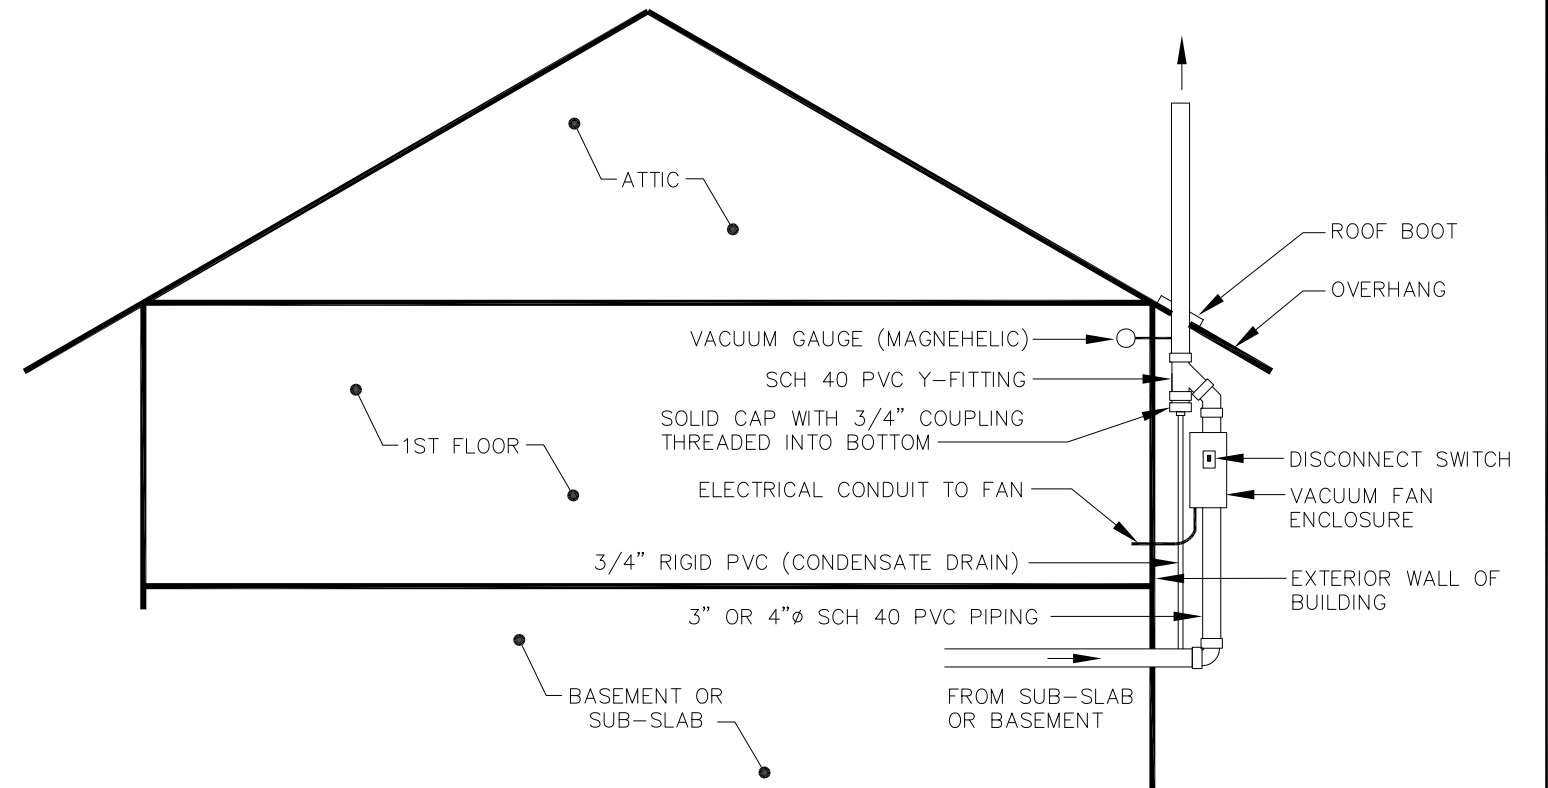 ATTIC
ROOF BOOT
OVERHANG
VACUUM GAUGE (MAGNEHELIC)
SCH 40 PVC Y-FITTING
SOLID CAP WITH 3/4" COUPLING
THREADED INTO BOTTOM
1ST FLOOR
DISCONNECT SWITCH
ELECTRICAL CONDUIT TO FAN
VACUUM FAN
ENCLOSURE
3/4" RIGID PVC (CONDENSATE DRAIN)
EXTERIOR WALL OF
BUILDING
3" OR 4"ø SCH 40 PVC PIPING
BASEMENT OR
SUB-SLAB
FROM SUB-SLAB
OR BASEMENT